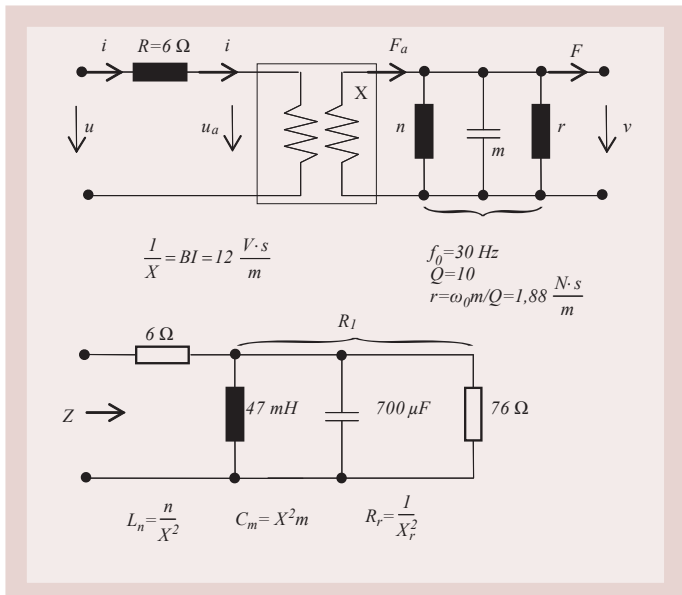 i R=6 Ω i F_a F
X
u u_a n m r v
1/X = BI = 12 V·s/m
f_0=30 Hz
Q=10
r=ω_0m/Q=1,88 N·s/m
R_1
6 Ω
Z 47 mH 700 µF 76 Ω
L_n= n/X^2 C_m= X^2m R_r= 1/X_r^2